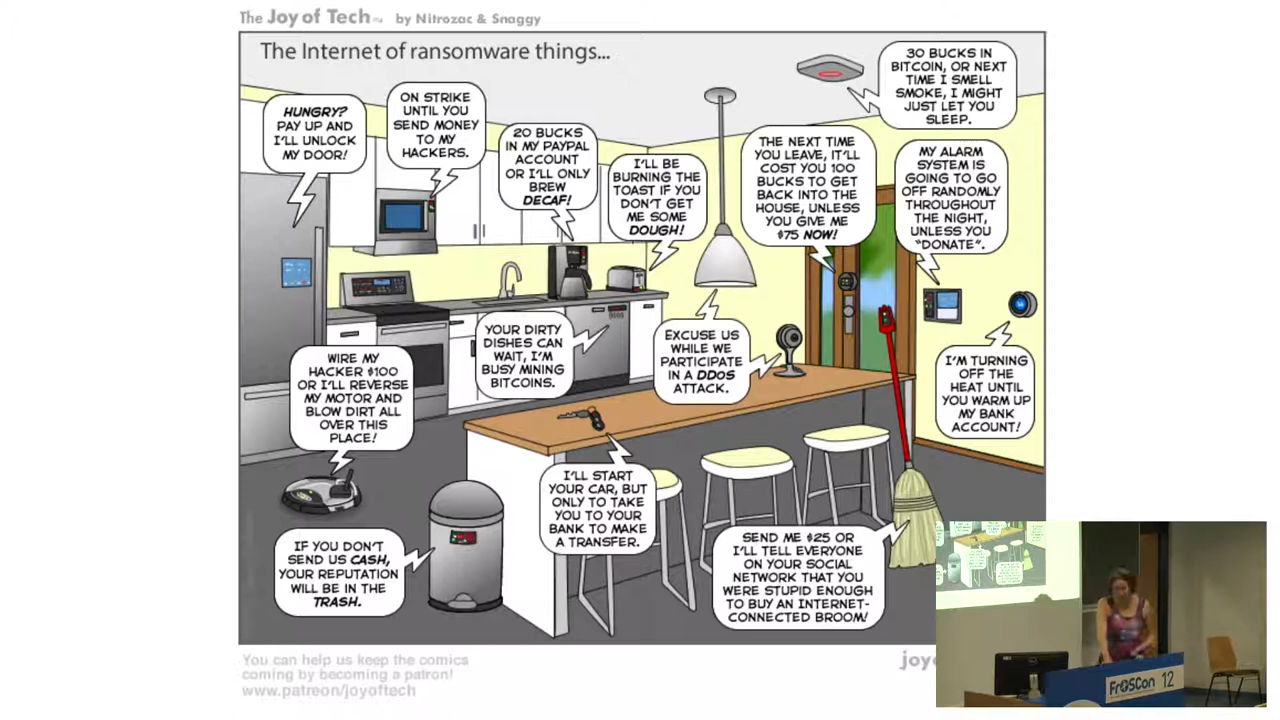 The Joy of Tech™ by Nitrozac & Snaggy
The Internet of ransomware things...
HUNGRY?
PAY UP AND
I'LL UNLOCK
MY DOOR!
ON STRIKE
UNTIL YOU
SEND MONEY
TO MY
HACKERS.
20 BUCKS
IN MY PAYPAL
ACCOUNT
OR I'LL ONLY
BREW
DECAF!
I'LL BE
BURNING THE
TOAST IF YOU
DON'T GET
ME SOME
DOUGH!
THE NEXT TIME
YOU LEAVE, IT'LL
COST YOU 100
BUCKS TO GET
BACK INTO THE
HOUSE, UNLESS
YOU GIVE ME
$75 NOW!
30 BUCKS IN
BITCOIN, OR NEXT
TIME I SMELL
SMOKE, I MIGHT
JUST LET YOU
SLEEP.
MY ALARM
SYSTEM IS
GOING TO GO
OFF RANDOMLY
THROUGHOUT
THE NIGHT,
UNLESS YOU
"DONATE".
WIRE MY
HACKER $100
OR I'LL REVERSE
MY MOTOR AND
BLOW DIRT ALL
OVER THIS
PLACE!
YOUR DIRTY
DISHES CAN
WAIT, I'M
BUSY MINING
BITCOINS.
EXCUSE US
WHILE WE
PARTICIPATE
IN A DDOS
ATTACK.
I'M TURNING
OFF THE
HEAT UNTIL
YOU WARM UP
MY BANK
ACCOUNT!
IF YOU DON'T
SEND US CASH,
YOUR REPUTATION
WILL BE IN THE
TRASH.
I'LL START
YOUR CAR, BUT
ONLY TO TAKE
YOU TO YOUR
BANK TO MAKE
A TRANSFER.
SEND ME $25 OR
I'LL TELL EVERYONE
ON YOUR SOCIAL
NETWORK THAT YOU
WERE STUPID ENOUGH
TO BUY AN INTERNET-
CONNECTED BROOM!
You can help us keep the comics
coming by becoming a patron!
www.patreon/joyoftech
joy
FrOSCon 12